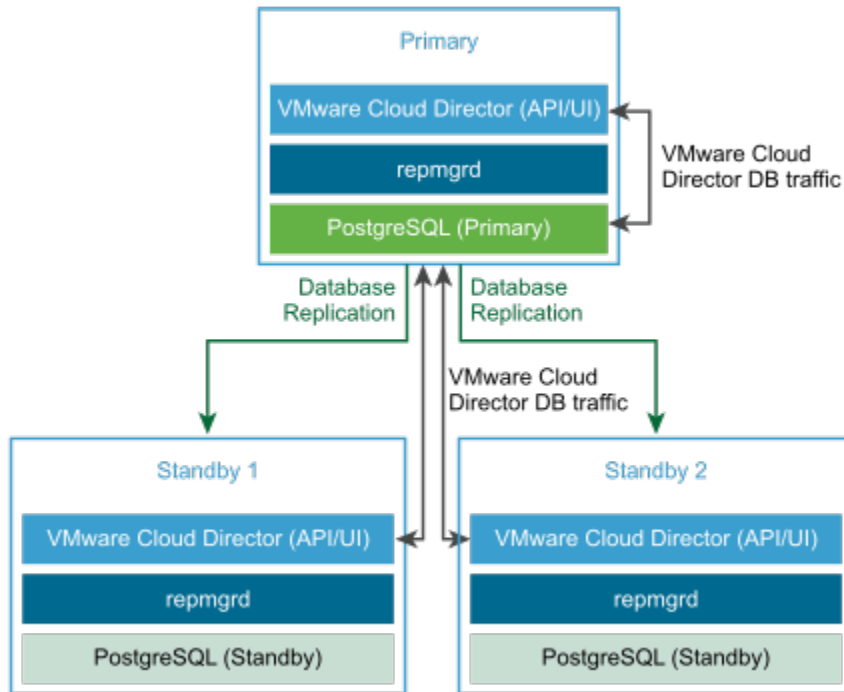 Primary
VMware Cloud Director (API/UI)
repmgrd
PostgreSQL (Primary)
VMware Cloud
Director DB traffic
Database
Replication
Database
Replication
VMware Cloud
Director DB traffic
Standby 1
VMware Cloud Director (API/UI)
repmgrd
PostgreSQL (Standby)
Standby 2
VMware Cloud Director (API/UI)
repmgrd
PostgreSQL (Standby)